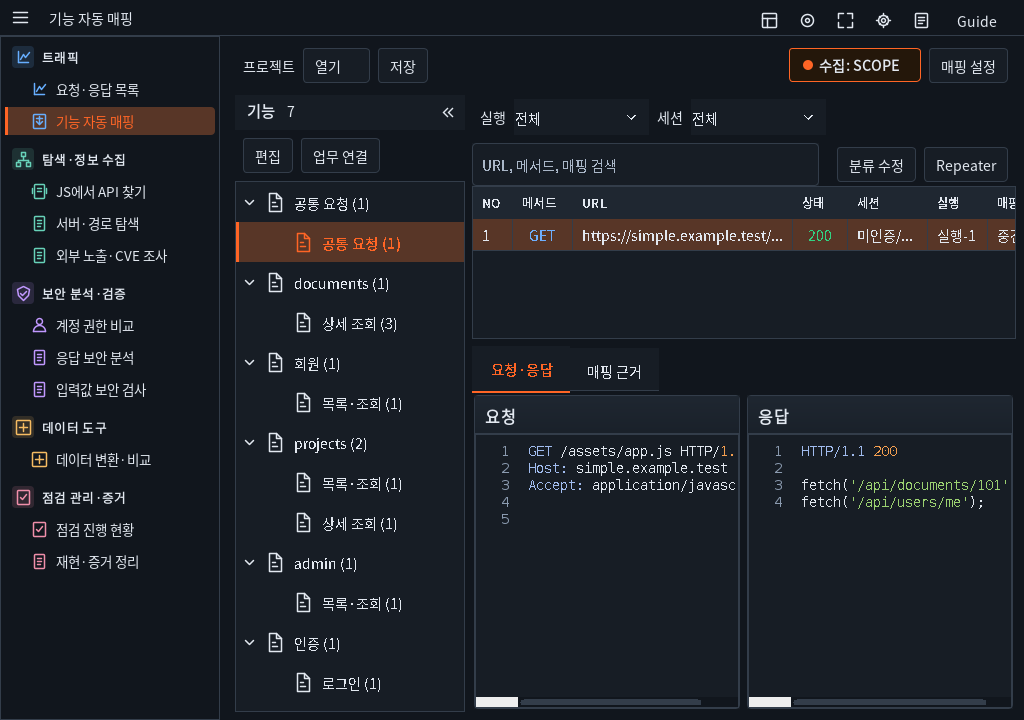 기능 자동 매핑
Guide
트래픽
요청·응답 목록
기능 자동 매핑
탐색·정보 수집
JS에서 API 찾기
서버·경로 탐색
외부 노출·CVE 조사
보안 분석·검증
계정 권한 비교
응답 보안 분석
입력값 보안 검사
데이터 도구
데이터 변환·비교
점검 관리·증거
점검 진행 현황
재현·증거 정리
프로젝트 열기 저장
수집: SCOPE 매핑 설정
기능 7
편집 업무 연결
공통 요청 (1)
공통 요청 (1)
documents (1)
상세 조회 (3)
회원 (1)
목록·조회 (1)
projects (2)
목록·조회 (1)
상세 조회 (1)
admin (1)
목록·조회 (1)
인증 (1)
로그인 (1)
실행 전체 세션 전체
URL, 메서드, 매핑 검색
분류 수정 Repeater
NO 메서드 URL 상태 세션 실행 매핑
1 GET https://simple.example.test/... 200 미인증/... 실행-1 중간
요청·응답 매핑 근거
요청
1 GET /assets/app.js HTTP/1.
2 Host: simple.example.test
3 Accept: application/javasc
4
5
응답
1 HTTP/1.1 200
2
3 fetch('/api/documents/101'
4 fetch('/api/users/me');